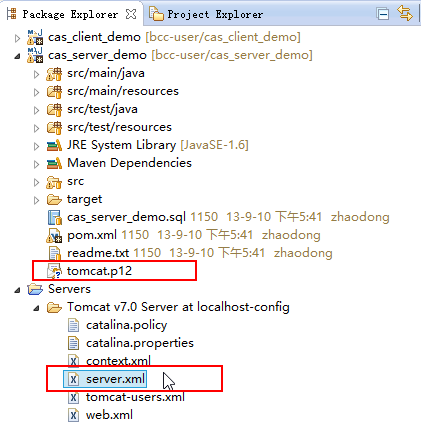 Package Explorer Project Explorer
cas_client_demo [bcc-user/cas_client_demo]
cas_server_demo [bcc-user/cas_server_demo]
src/main/java
src/main/resources
src/test/java
src/test/resources
JRE System Library [JavaSE-1.6]
Maven Dependencies
src
target
cas_server_demo.sql 1150 13-9-10 下午5:41 zhaodong
pom.xml 1150 13-9-10 下午5:41 zhaodong
readme.txt 1150 13-9-10 下午5:41 zhaodong
tomcat.p12
Servers
Tomcat v7.0 Server at localhost-config
catalina.policy
catalina.properties
context.xml
server.xml
tomcat-users.xml
web.xml